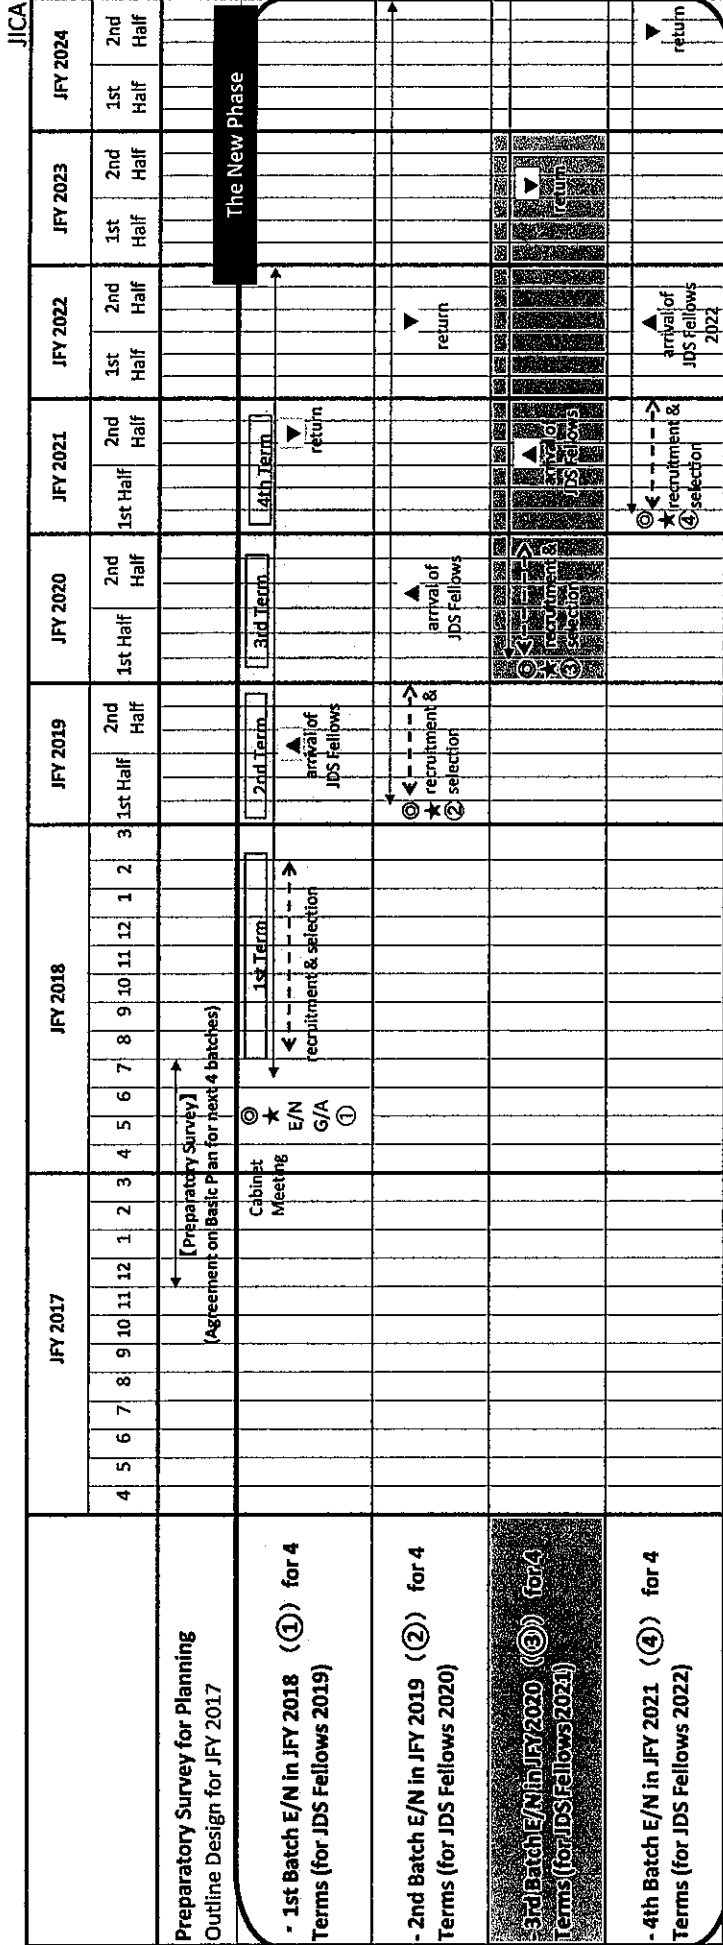 JICA
JFY 2017
JFY 2018
JFY 2019
JFY 2020
JFY 2021
JFY 2022
JFY 2023
JFY 2024
4 5 6 7 8 9 10 11 12 1 2 3
4 5 6 7 8 9 10 11 12 1 2 3
1st Half
2nd Half
1st Half
2nd Half
1st Half
2nd Half
1st Half
2nd Half
1st Half
2nd Half
1st Half
2nd Half
Preparatory Survey for Planning
Outline Design for JFY 2017
【Preparatory Survey】
(Agreement on Basic Plan for next 4 batches)
The New Phase
- 1st Batch E/N in JFY 2018 (①) for 4
Terms (for JDS Fellows 2019)
Cabinet
Meeting
◎
★
E/N
G/A
①
1st Term
recruitment & selection
2nd Term
▲
arrival of
JDS Fellows
3rd Term
4th Term
▼
return
- 2nd Batch E/N in JFY 2019 (②) for 4
Terms (for JDS Fellows 2020)
◎
★ recruitment &
② selection
▲
arrival of
JDS Fellows
▼
return
- 3rd Batch E/N in JFY 2020 (③) for 4
Terms (for JDS Fellows 2021)
◎
★ recruitment &
③ selection
▲
arrival of
JDS Fellows
▼
return
- 4th Batch E/N in JFY 2021 (④) for 4
Terms (for JDS Fellows 2022)
◎
★ recruitment &
④ selection
▲
arrival of
JDS Fellows
2022
▼
return